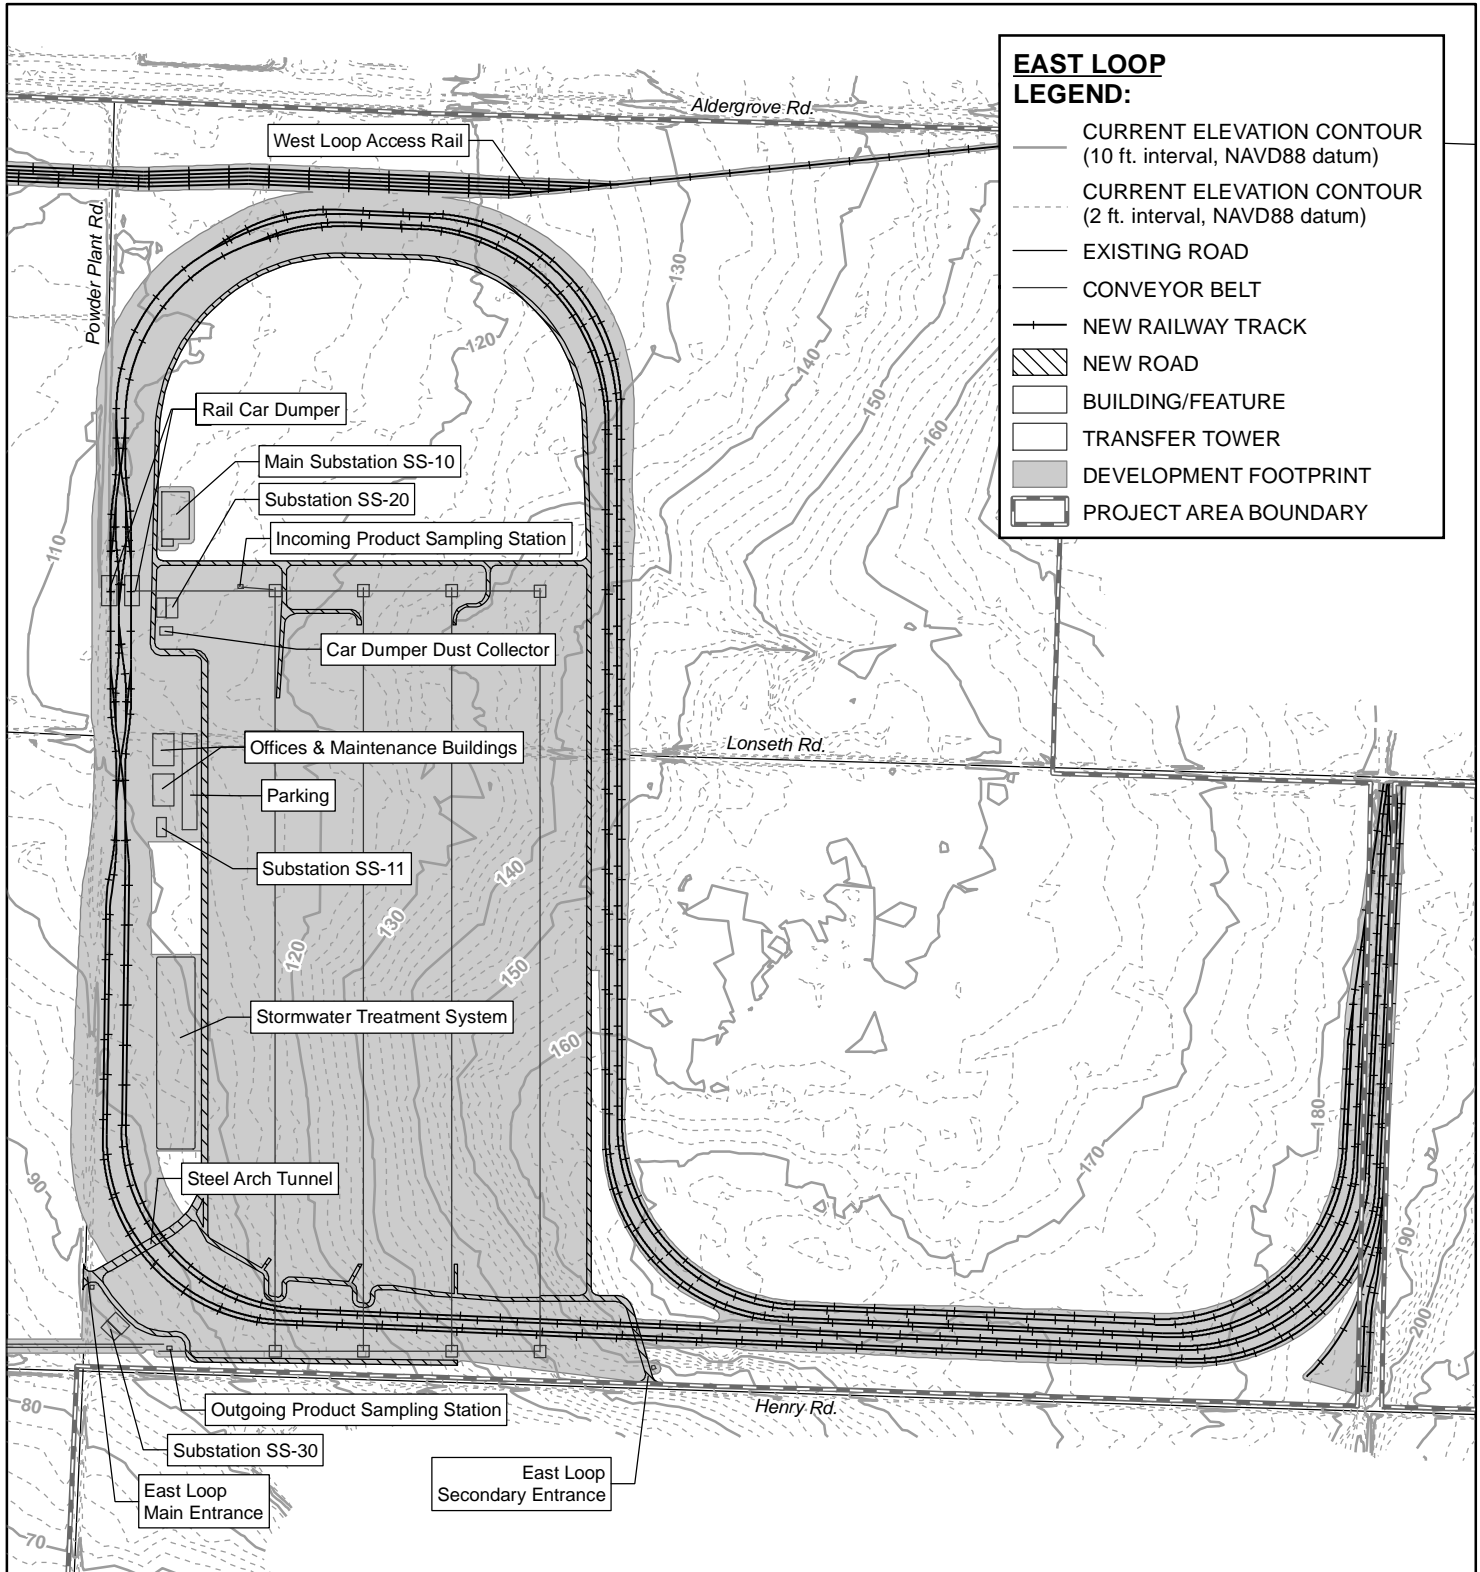 EAST LOOP
LEGEND:
CURRENT ELEVATION CONTOUR
(10 ft. interval, NAVD88 datum)
CURRENT ELEVATION CONTOUR
(2 ft. interval, NAVD88 datum)
EXISTING ROAD
CONVEYOR BELT
NEW RAILWAY TRACK
NEW ROAD
BUILDING/FEATURE
TRANSFER TOWER
DEVELOPMENT FOOTPRINT
PROJECT AREA BOUNDARY
Aldergrove Rd.
West Loop Access Rail
Powder Plant Rd.
130
120
140
150
160
Rail Car Dumper
Main Substation SS-10
Substation SS-20
Incoming Product Sampling Station
110
Car Dumper Dust Collector
Offices & Maintenance Buildings
Lonseth Rd.
Parking
Substation SS-11
140
130
120
150
Stormwater Treatment System
160
180
170
Steel Arch Tunnel
90
190
200
Henry Rd.
80
Outgoing Product Sampling Station
Substation SS-30
East Loop
Main Entrance
East Loop
Secondary Entrance
70